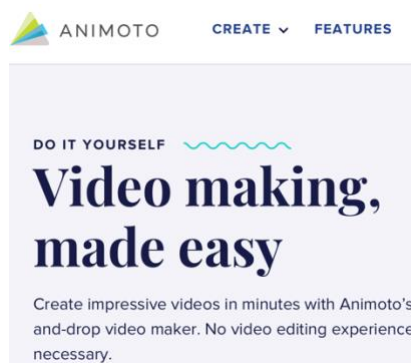 ANIMOTO
CREATE FEATURES
DO IT YOURSELF
Video making,
made easy
Create impressive videos in minutes with Animoto's
and-drop video maker. No video editing experience
necessary.